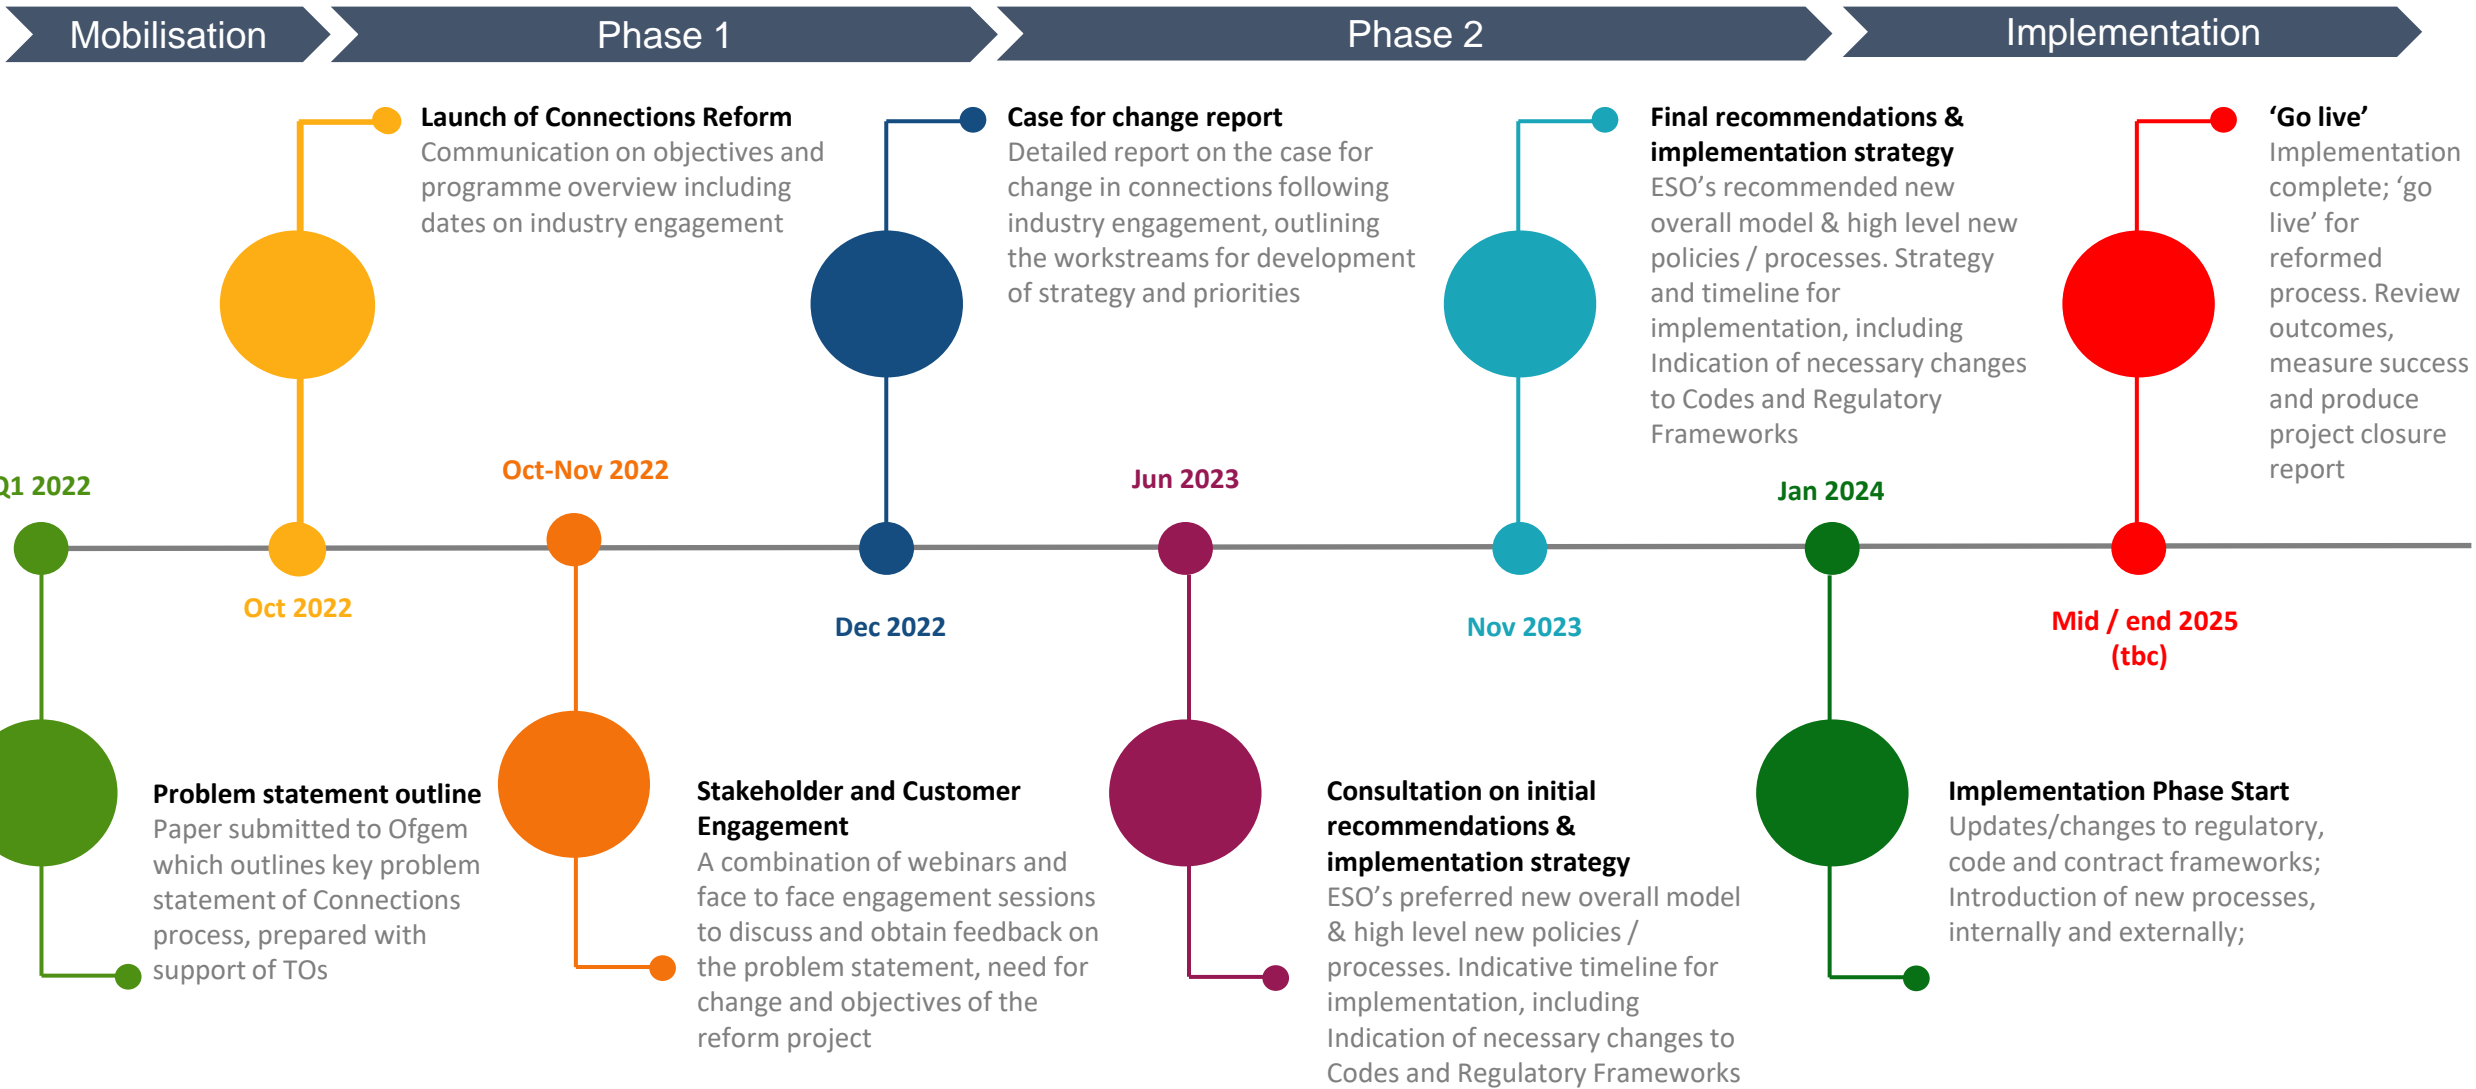 Mobilisation
Phase 1
Phase 2
Implementation
Launch of Connections Reform
Communication on objectives and
programme overview including
dates on industry engagement
Case for change report
Detailed report on the case for
change in connections following
industry engagement, outlining
the workstreams for development
of strategy and priorities
Final recommendations &
implementation strategy
ESO's recommended new
overall model & high level new
policies / processes. Strategy
and timeline for
implementation, including
Indication of necessary changes
to Codes and Regulatory
Frameworks
‘Go live’
Implementation
complete; ‘go
live’ for
reformed
process. Review
outcomes,
measure success
and produce
project closure
report
Q1 2022
Oct 2022
Oct-Nov 2022
Dec 2022
Jun 2023
Nov 2023
Jan 2024
Mid / end 2025
(tbc)
Problem statement outline
Paper submitted to Ofgem
which outlines key problem
statement of Connections
process, prepared with
support of TOs
Stakeholder and Customer
Engagement
A combination of webinars and
face to face engagement sessions
to discuss and obtain feedback on
the problem statement, need for
change and objectives of the
reform project
Consultation on initial
recommendations &
implementation strategy
ESO's preferred new overall model
& high level new policies /
processes. Indicative timeline for
implementation, including
Indication of necessary changes to
Codes and Regulatory Frameworks
Implementation Phase Start
Updates/changes to regulatory,
code and contract frameworks;
Introduction of new processes,
internally and externally;